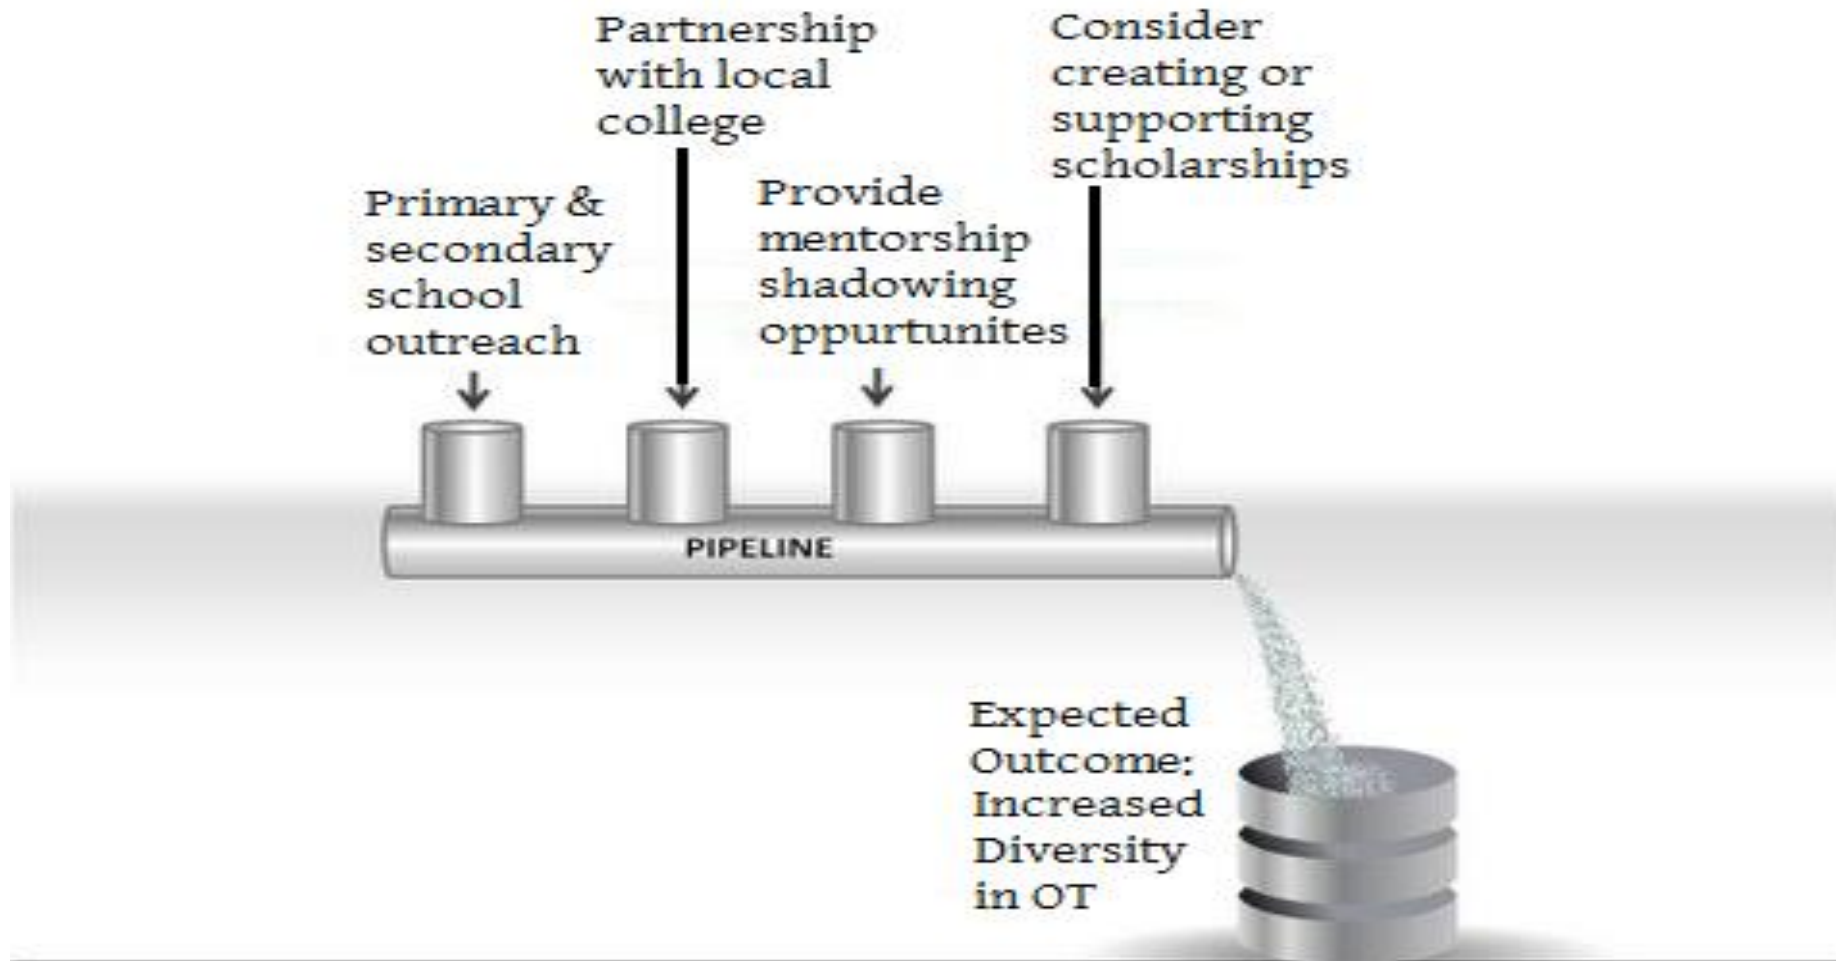 Primary &
secondary
school
outreach
Partnership
with local
college
Provide
mentorship
shadowing
oppurtunites
Consider
creating or
supporting
scholarships
PIPELINE
Expected
Outcome:
Increased
Diversity
in OT